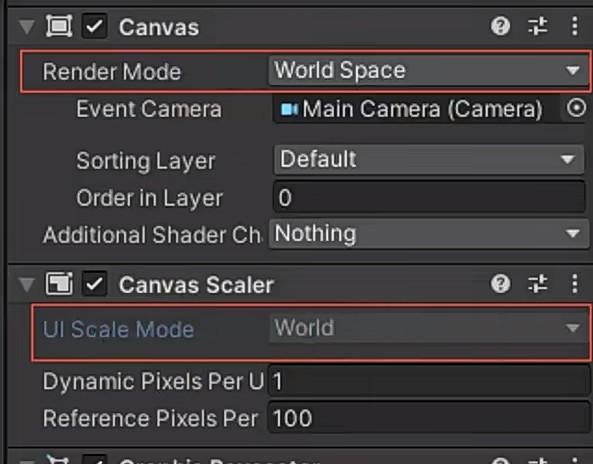 Canvas
Render Mode World Space
Event Camera Main Camera (Camera)
Sorting Layer Default
Order in Layer 0
Additional Shader Ch Nothing
Canvas Scaler
UI Scale Mode World
Dynamic Pixels Per U 1
Reference Pixels Per 100